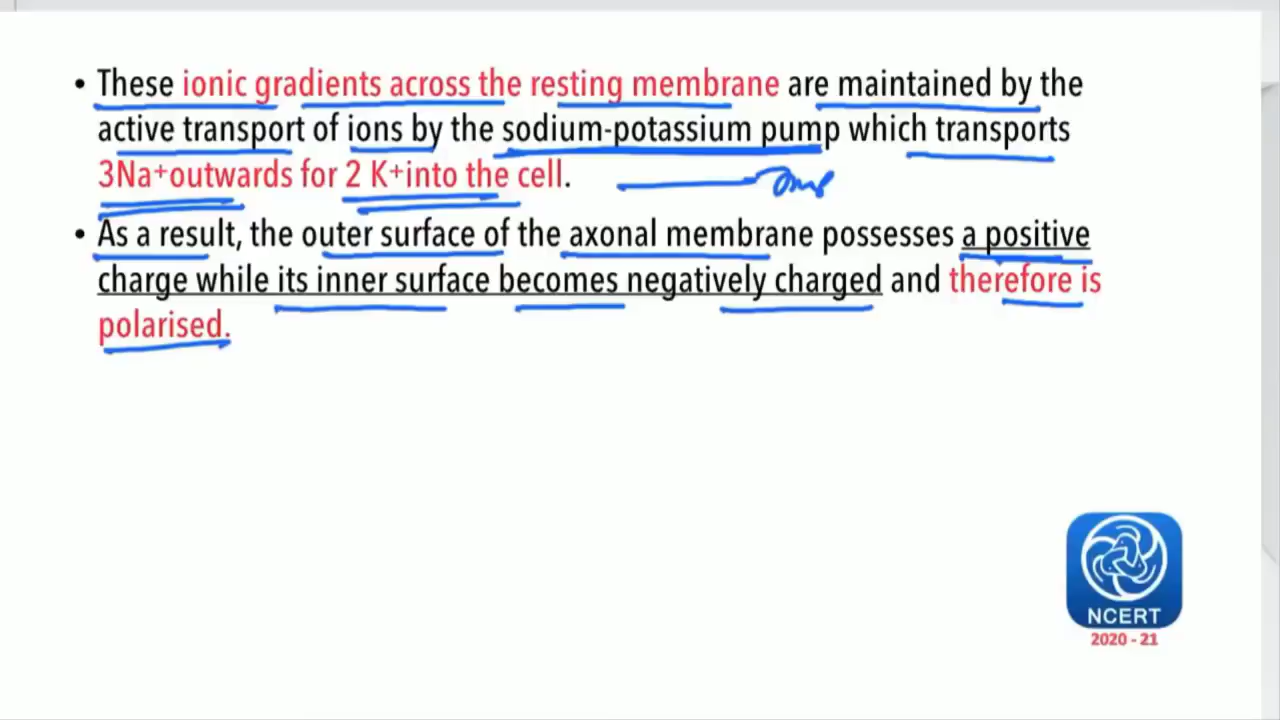 • These ionic gradients across the resting membrane are maintained by the
active transport of ions by the sodium-potassium pump which transports
3Na⁺outwards for 2 K⁺into the cell.
• As a result, the outer surface of the axonal membrane possesses a positive
charge while its inner surface becomes negatively charged and therefore is
polarised.
NCERT
2020 - 21